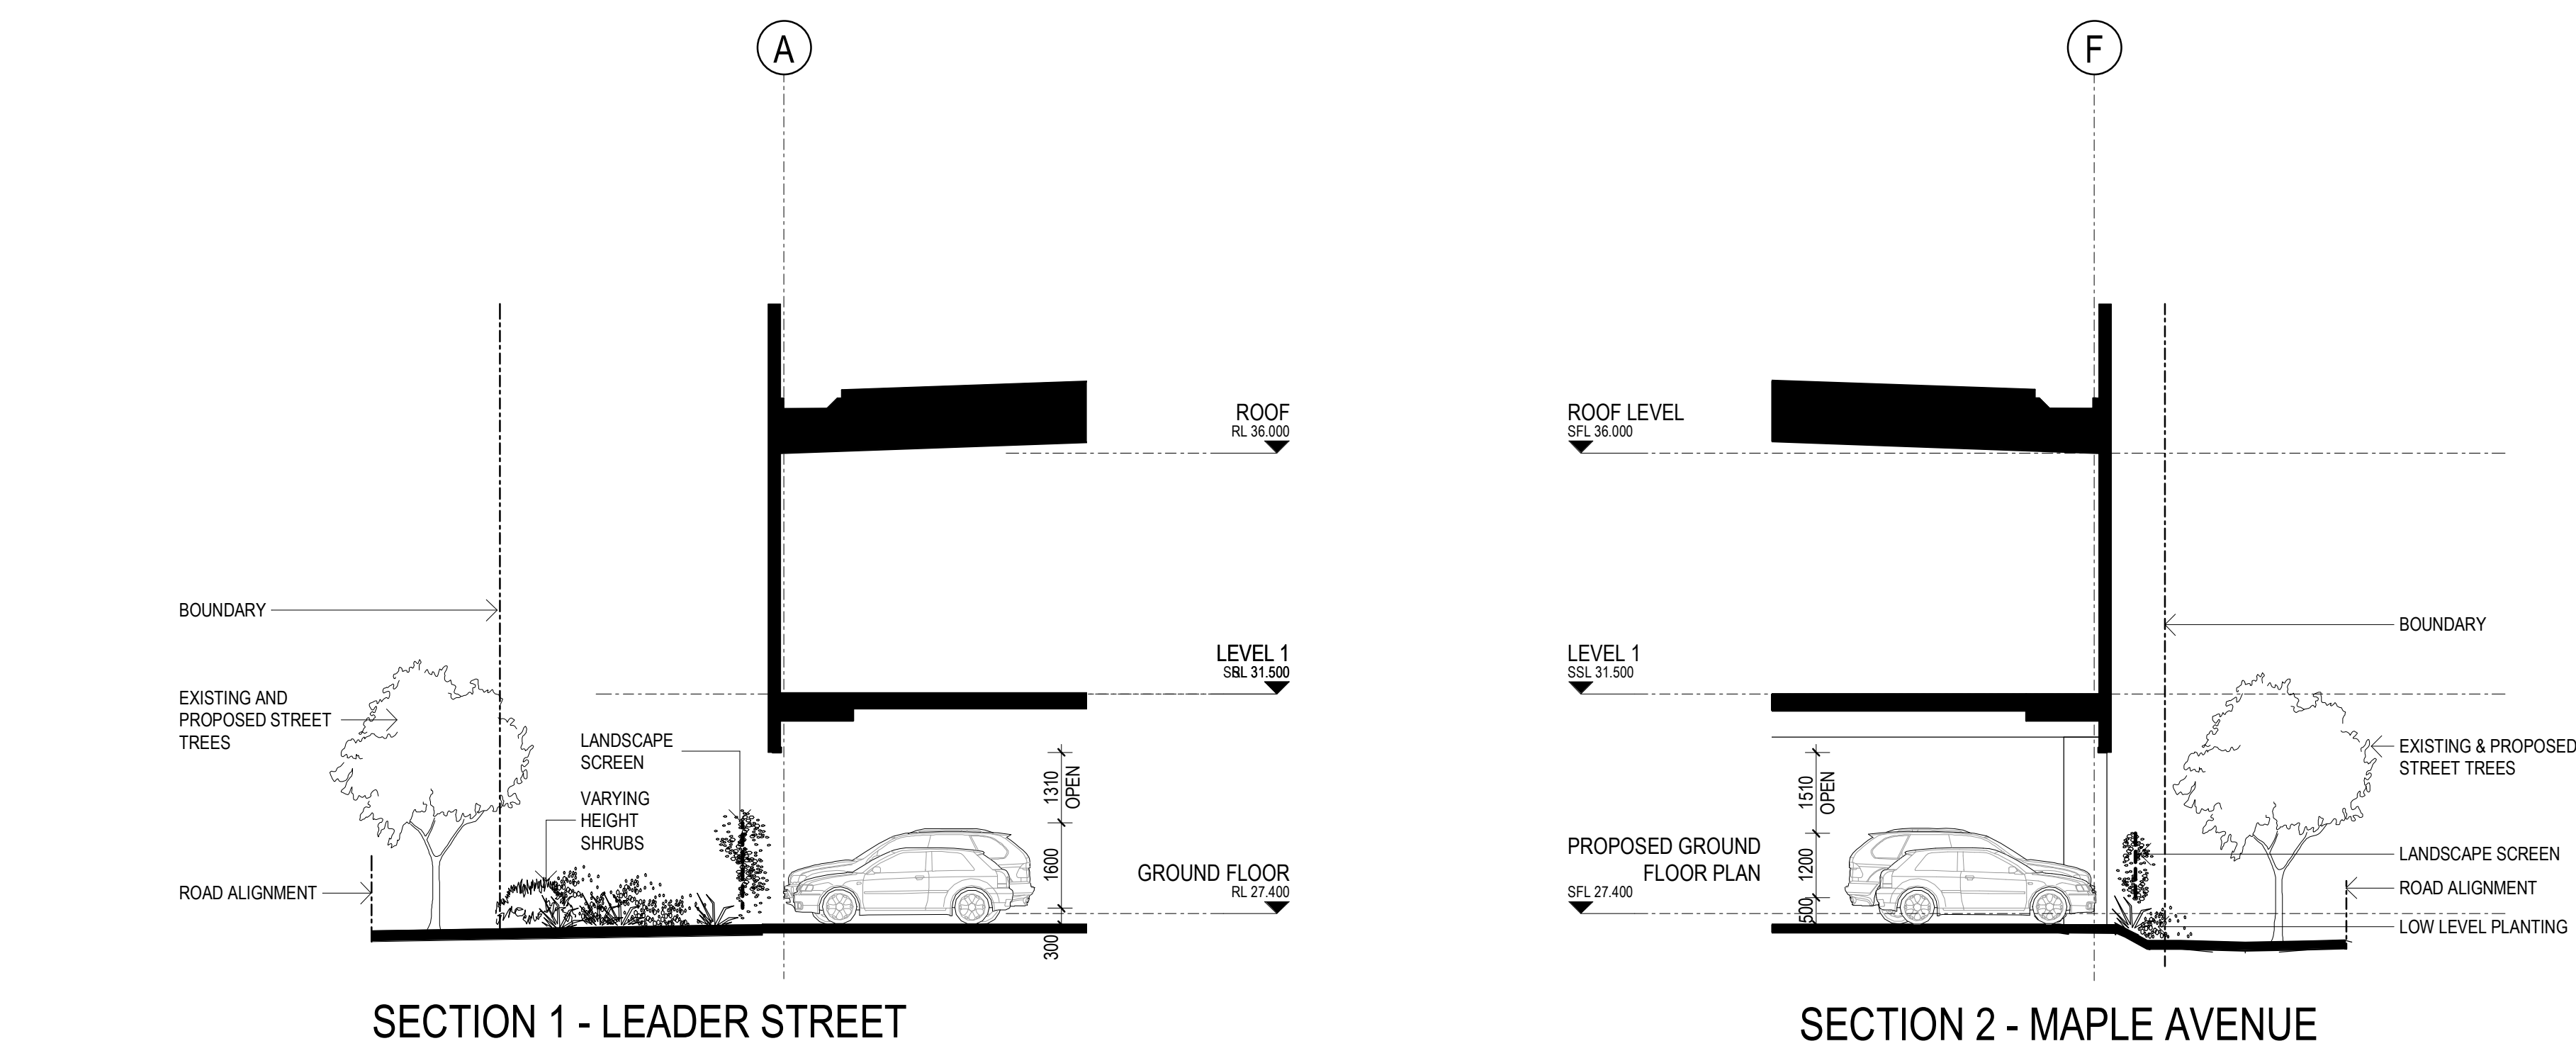 A
F
ROOF
RL 36.000
ROOF LEVEL
SFL 36.000
BOUNDARY
BOUNDARY
LEVEL 1
RL 31.500
LEVEL 1
SSL 31.500
EXISTING AND
PROPOSED STREET
TREES
LANDSCAPE
SCREEN
VARYING
HEIGHT
SHRUBS
ROAD ALIGNMENT
1310
OPEN
1600
300
GROUND FLOOR
RL 27.400
PROPOSED GROUND
FLOOR PLAN
SFL 27.400
1510
OPEN
1200
500
EXISTING & PROPOSED
STREET TREES
LANDSCAPE SCREEN
ROAD ALIGNMENT
LOW LEVEL PLANTING
SECTION 1 - LEADER STREET
SECTION 2 - MAPLE AVENUE